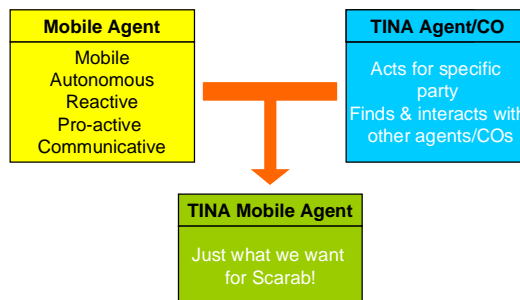 Mobile Agent
Mobile
Autonomous
Reactive
Pro-active
Communicative
TINA Agent/CO
Acts for specific
party
Finds & interacts with
other agents/COs
TINA Mobile Agent
Just what we want
for Scarab!